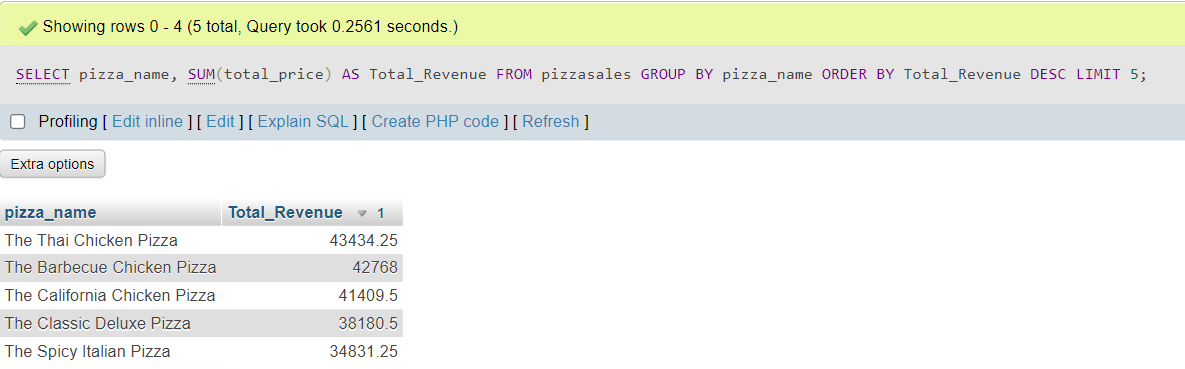 Showing rows 0 - 4 (5 total, Query took 0.2561 seconds.)
SELECT pizza_name, SUM(total_price) AS Total_Revenue FROM pizzasales GROUP BY pizza_name ORDER BY Total_Revenue DESC LIMIT 5;
Profiling [ Edit inline ] [ Edit ] [ Explain SQL ] [ Create PHP code ] [ Refresh ]
Extra options
pizza_name Total_Revenue 1
The Thai Chicken Pizza 43434.25
The Barbecue Chicken Pizza 42768
The California Chicken Pizza 41409.5
The Classic Deluxe Pizza 38180.5
The Spicy Italian Pizza 34831.25